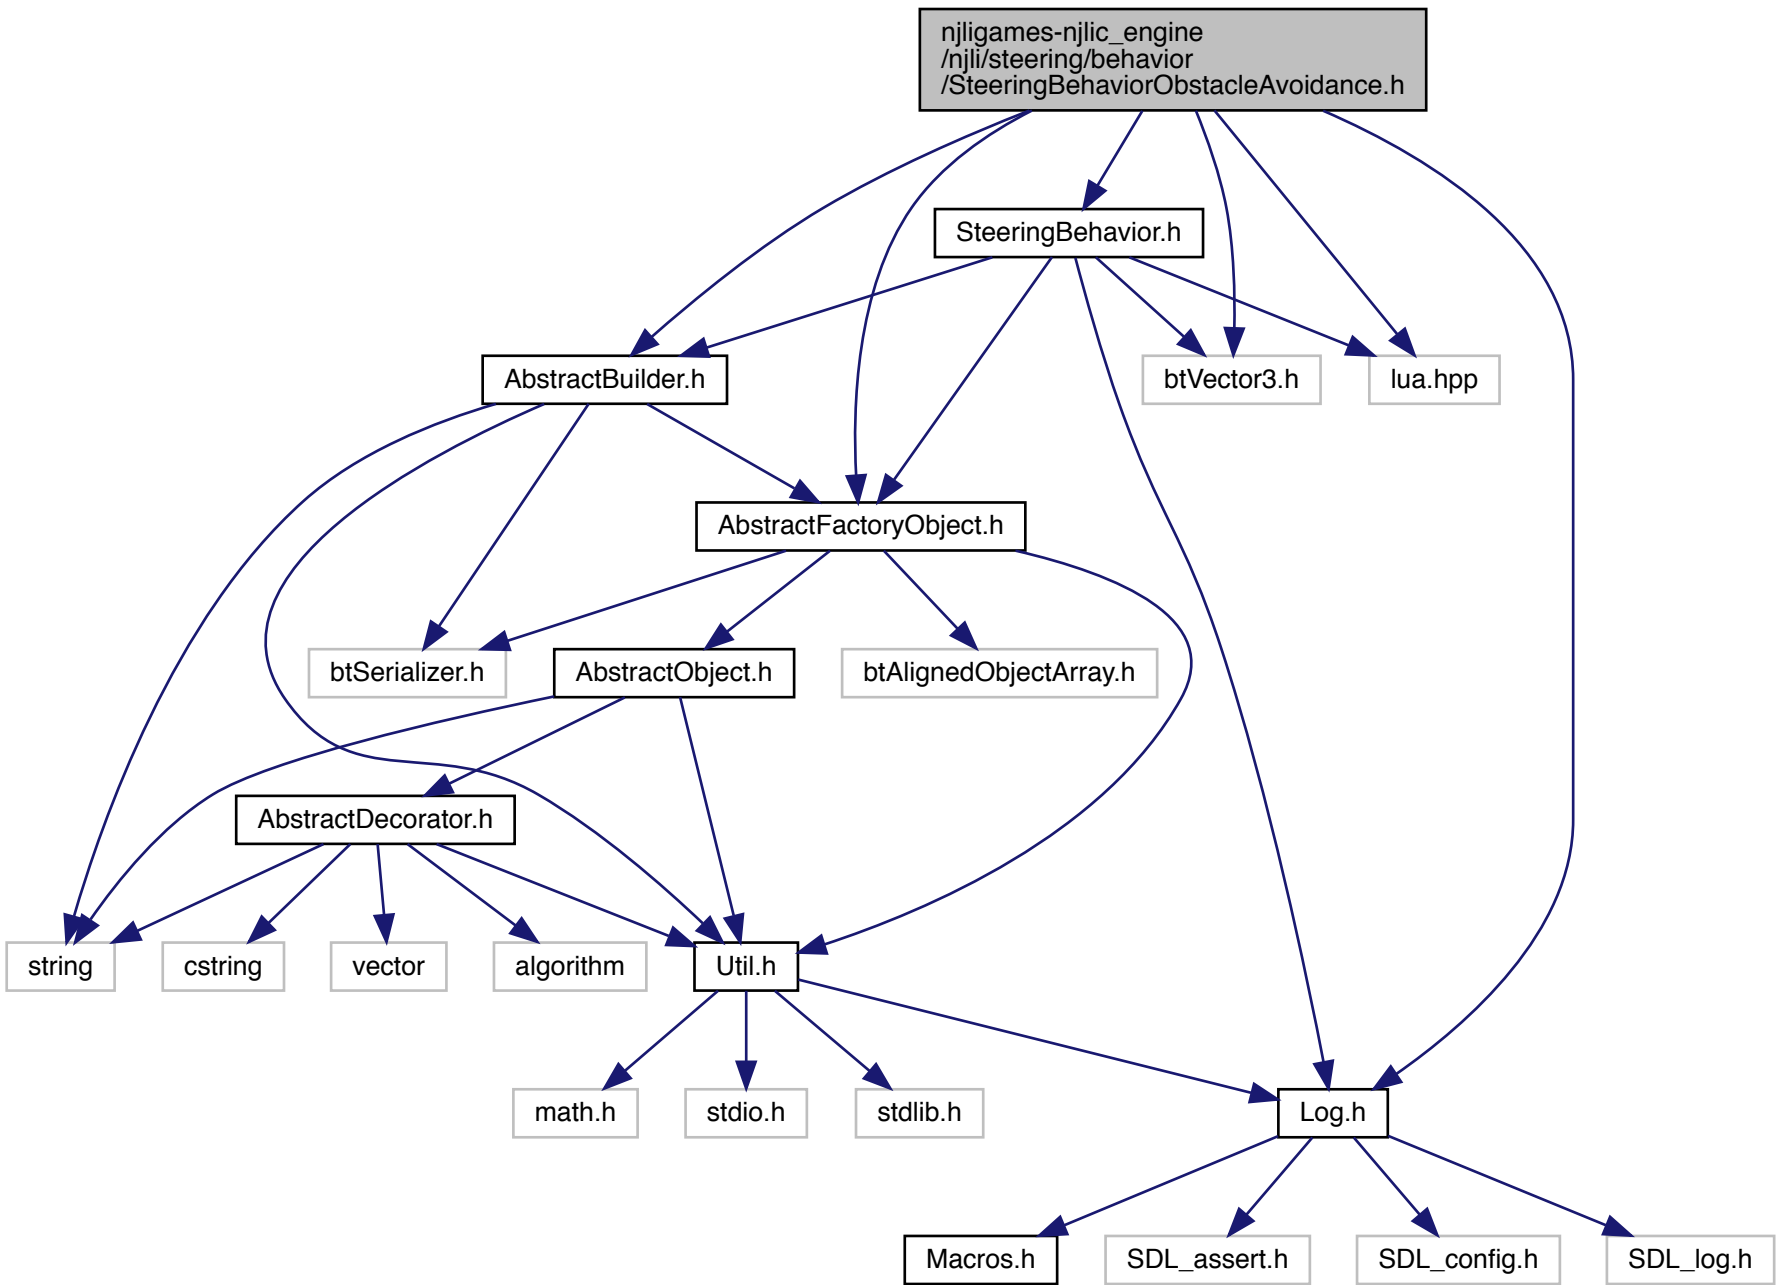 njligames-njlic_engine
/njli/steering/behavior
/SteeringBehaviorObstacleAvoidance.h
SteeringBehavior.h
AbstractBuilder.h
btVector3.h
lua.hpp
AbstractFactoryObject.h
btSerializer.h
AbstractObject.h
btAlignedObjectArray.h
AbstractDecorator.h
string
cstring
vector
algorithm
Util.h
math.h
stdio.h
stdlib.h
Log.h
Macros.h
SDL_assert.h
SDL_config.h
SDL_log.h